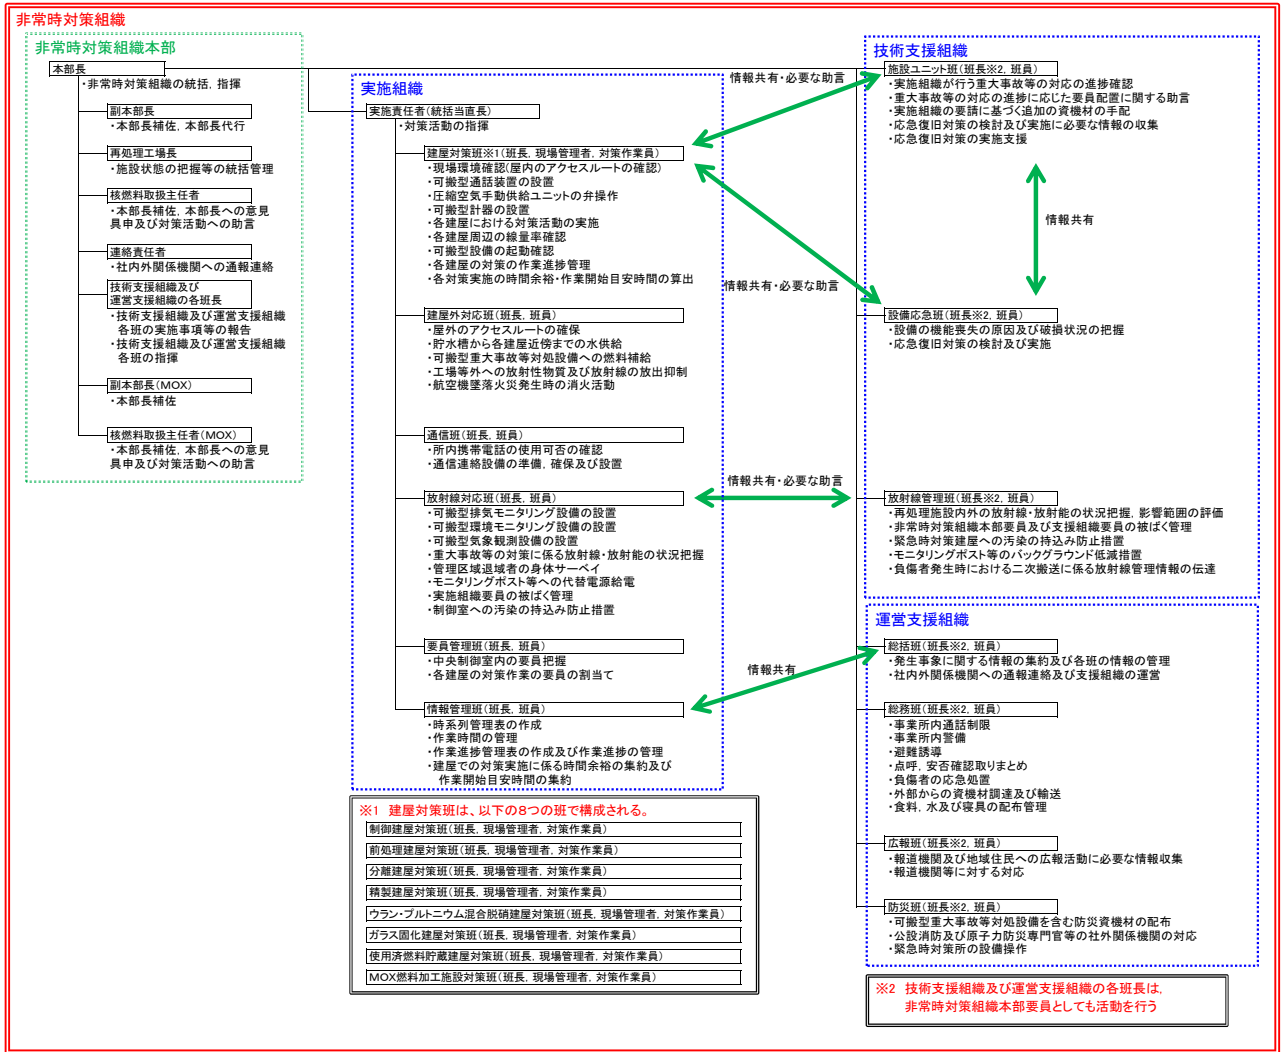 非常時対策組織
非常時対策組織本部
本部長
・非常時対策組織の統括，指揮
副本部長
・本部長補佐，本部長代行
再処理工場長
・施設状態の把握等の統括管理
核燃料取扱主任者
・本部長補佐，本部長への意見
具申及び対策活動への助言
連絡責任者
・社内外関係機関への通報連絡
技術支援組織及び
運営支援組織の各班長
・技術支援組織及び運営支援組織
各班の実施事項等の報告
・技術支援組織及び運営支援組織
各班の指揮
副本部長（MOX）
・本部長補佐
核燃料取扱主任者（MOX）
・本部長補佐，本部長への意見
具申及び対策活動への助言
実施組織
実施責任者（統括当直長）
・対策活動の指揮
建屋対策班※1（班長，現場管理者，対策作業員）
・現場環境確認（屋内のアクセスルートの確認）
・可搬型通話装置の設置
・圧縮空気手動供給ユニットの弁操作
・可搬型計器の設置
・各建屋における対策活動の実施
・各建屋周辺の線量率確認
・可搬型設備の起動確認
・各建屋の対策の作業進捗管理
・各対策実施の時間余裕・作業開始目安時間の算出
建屋外対応班（班長，班員）
・屋外のアクセスルートの確保
・貯水槽から各建屋近傍までの水供給
・可搬型重大事故等対処設備への燃料補給
・工場等外への放射性物質及び放射線の放出抑制
・航空機墜落火災発生時の消火活動
通信班（班長，班員）
・所内携帯電話の使用可否の確認
・通信連絡設備の準備，確保及び設置
放射線対応班（班長，班員）
・可搬型排気モニタリング設備の設置
・可搬型環境モニタリング設備の設置
・可搬型気象観測設備の設置
・重大事故等の対策に係る放射線・放射能の状況把握
・管理区域退域者の身体サーベイ
・モニタリングポスト等への代替電源給電
・実施組織要員の被ばく管理
・制御室への汚染の持込み防止措置
要員管理班（班長，班員）
・中央制御室内の要員把握
・各建屋の対策作業の要員の割当て
情報管理班（班長，班員）
・時系列管理表の作成
・作業時間の管理
・作業進捗管理表の作成及び作業進捗の管理
・建屋での対策実施に係る時間余裕の集約及び
作業開始目安時間の集約
※1　建屋対策班は、以下の８つの班で構成される。
制御建屋対策班（班長，現場管理者，対策作業員）
前処理建屋対策班（班長，現場管理者，対策作業員）
分離建屋対策班（班長，現場管理者，対策作業員）
精製建屋対策班（班長，現場管理者，対策作業員）
ウラン・プルトニウム混合脱硝建屋対策班（班長，現場管理者，対策作業員）
ガラス固化建屋対策班（班長，現場管理者，対策作業員）
使用済燃料貯蔵建屋対策班（班長，現場管理者，対策作業員）
MOX燃料加工施設対策班（班長，現場管理者，対策作業員）
情報共有・必要な助言
情報共有・必要な助言
情報共有・必要な助言
情報共有
技術支援組織
施設ユニット班（班長※2，班員）
・実施組織が行う重大事故等の対応の進捗確認
・重大事故等の対応の進捗に応じた要員配置に関する助言
・実施組織の要請に基づく追加の資機材の手配
・応急復旧対策の検討及び実施に必要な情報の収集
・応急復旧対策の実施支援
情報共有
設備応急班（班長※2，班員）
・設備の機能喪失の原因及び破損状況の把握
・応急復旧対策の検討及び実施
放射線管理班（班長※2，班員）
・再処理施設内外の放射線・放射能の状況把握，影響範囲の評価
・非常時対策組織本部要員及び支援組織要員の被ばく管理
・緊急時対策建屋への汚染の持込み防止措置
・モニタリングポスト等のバックグラウンド低減措置
・負傷者発生時における二次搬送に係る放射線管理情報の伝達
運営支援組織
総括班（班長※2，班員）
・発生事象に関する情報の集約及び各班の情報の管理
・社内外関係機関への通報連絡及び支援組織の運営
総務班（班長※2，班員）
・事業所内通話制限
・事業所内警備
・避難誘導
・点呼，安否確認取りまとめ
・負傷者の応急処置
・外部からの資機材調達及び輸送
・食料，水及び寝具の配布管理
広報班（班長※2，班員）
・報道機関及び地域住民への広報活動に必要な情報収集
・報道機関等に対する対応
防災班（班長※2，班員）
・可搬型重大事故等対処設備を含む防災資機材の配布
・公設消防及び原子力防災専門官等の社外関係機関の対応
・緊急時対策所の設備操作
※2　技術支援組織及び運営支援組織の各班長は，
非常時対策組織本部要員としても活動を行う